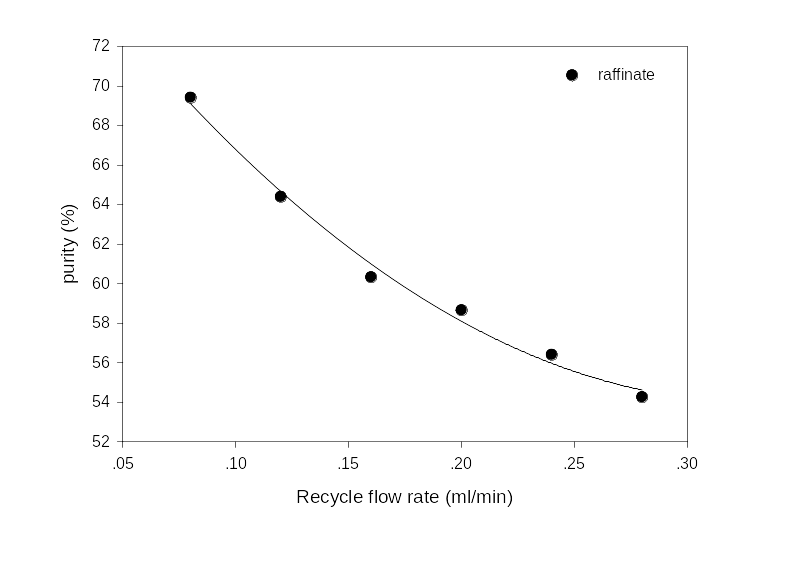 72
70
raffinate
68
66
64
62
60
58
56
54
52
purity (%)
.05 .10 .15 .20 .25 .30
Recycle flow rate (ml/min)